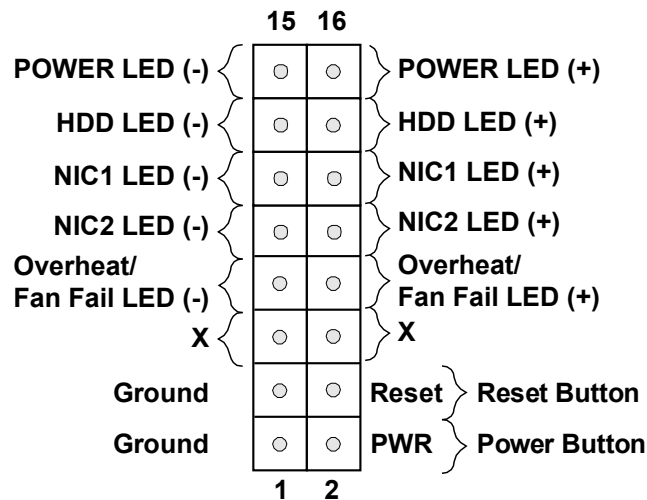 15 16
POWER LED (-) POWER LED (+)
HDD LED (-) HDD LED (+)
NIC1 LED (-) NIC1 LED (+)
NIC2 LED (-) NIC2 LED (+)
Overheat/ Overheat/
Fan Fail LED (-) Fan Fail LED (+)
X X
Ground Reset Reset Button
Ground PWR Power Button
1 2